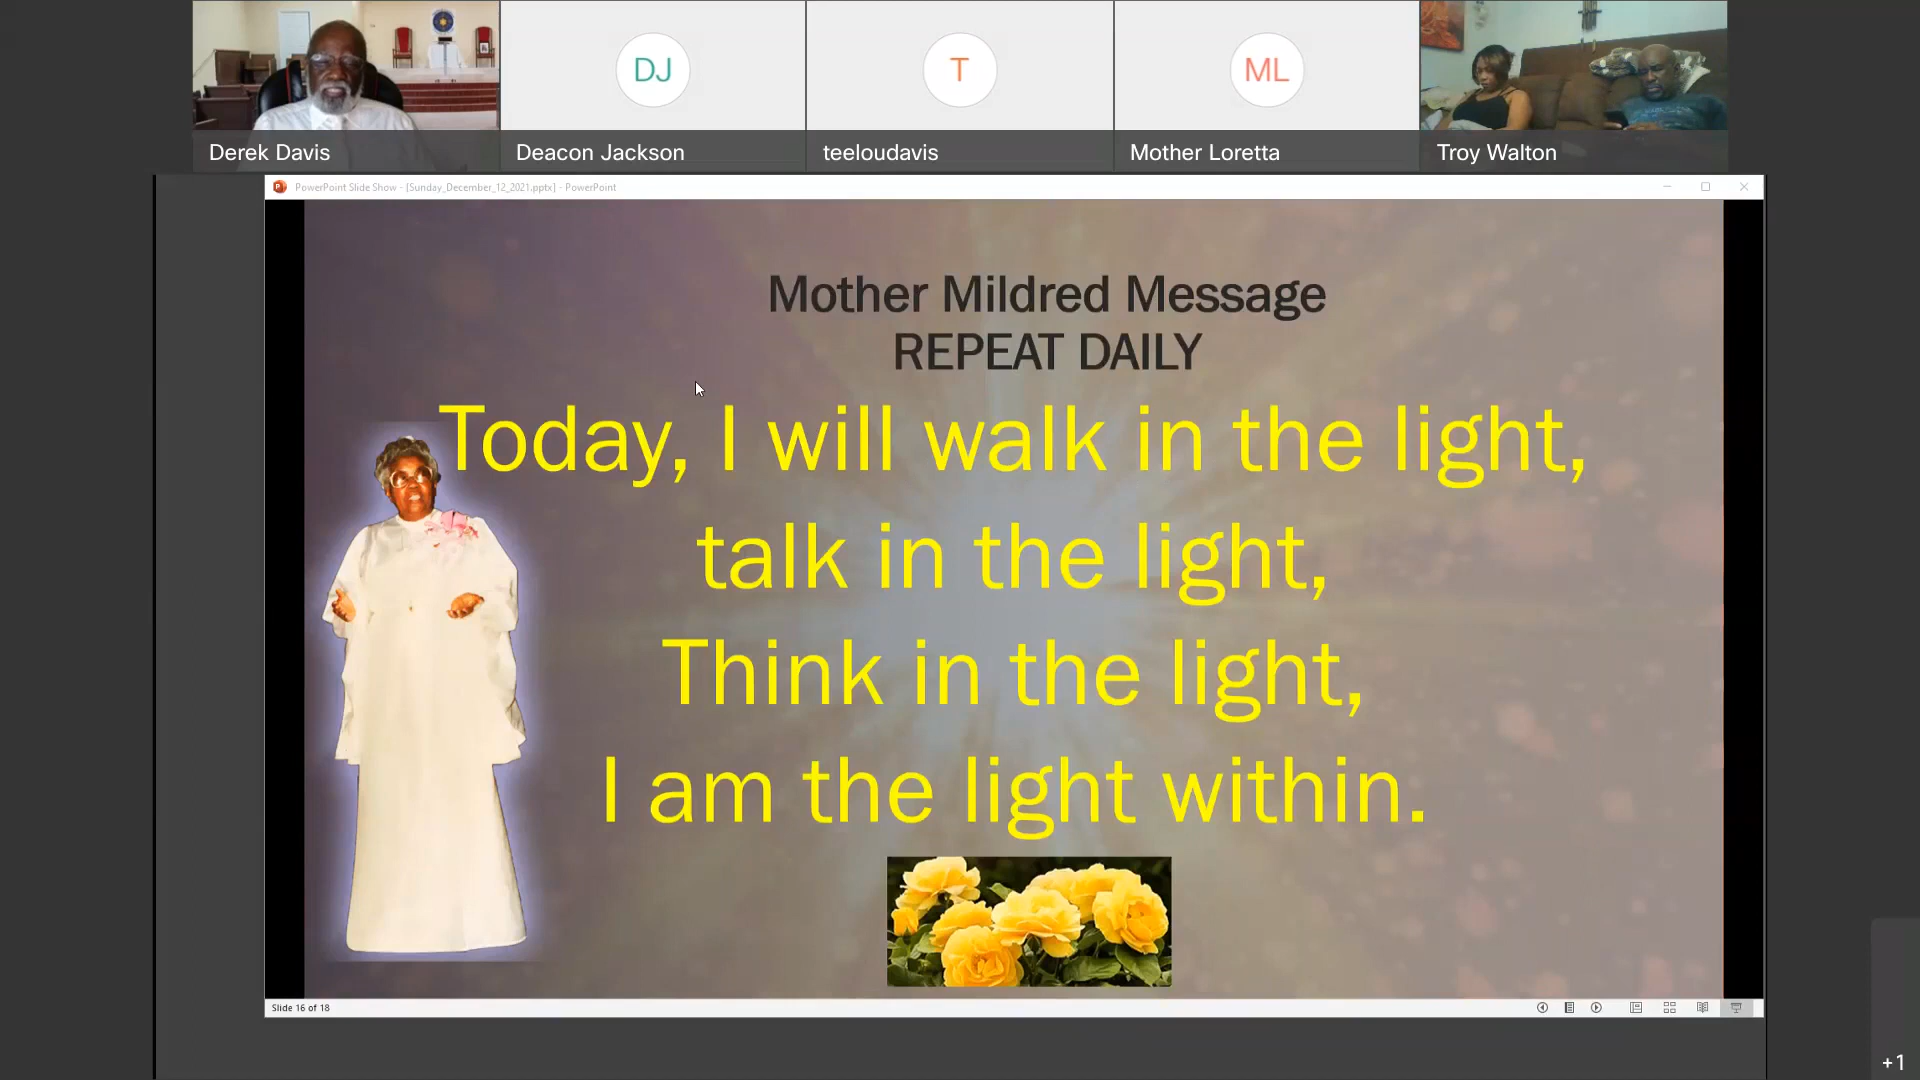 DJ
T
ML
Derek Davis
Deacon Jackson
teeloudavis
Mother Loretta
Troy Walton
PowerPoint Slide Show - [Sunday_December_12_2021.pptx] - PowerPoint
Mother Mildred Message
REPEAT DAILY
Today, I will walk in the light,
talk in the light,
Think in the light,
I am the light within.
Slide 16 of 18
+1